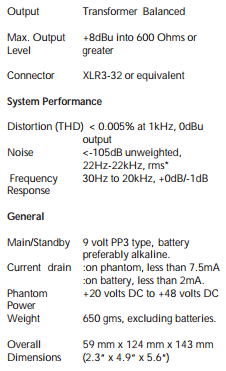 Output Transformer Balanced
Max. Output +8dBu into 600 Ohms or
Level greater
Connector XLR3-32 or equivalent
System Performance
Distortion (THD) < 0.005% at 1kHz, 0dBu
output
Noise <-105dB unweighted,
22Hz-22kHz, rms*
Frequency 30Hz to 20kHz, +0dB/-1dB
Response
General
Main/Standby 9 volt PP3 type, battery
preferably alkaline.
Current drain :on phantom, less than 7.5mA
:on battery, less than 2mA.
Phantom +20 volts DC to +48 volts DC
Power
Weight 650 gms, excluding batteries.
Overall 59 mm x 124 mm x 143 mm
Dimensions (2.3" x 4.9" x 5.6")